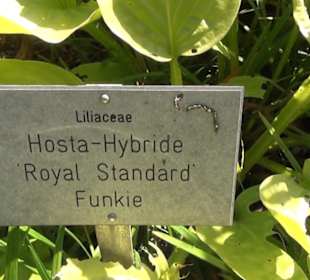 Liliaceae
Hosta-Hybride
'Royal Standard'
Funkie